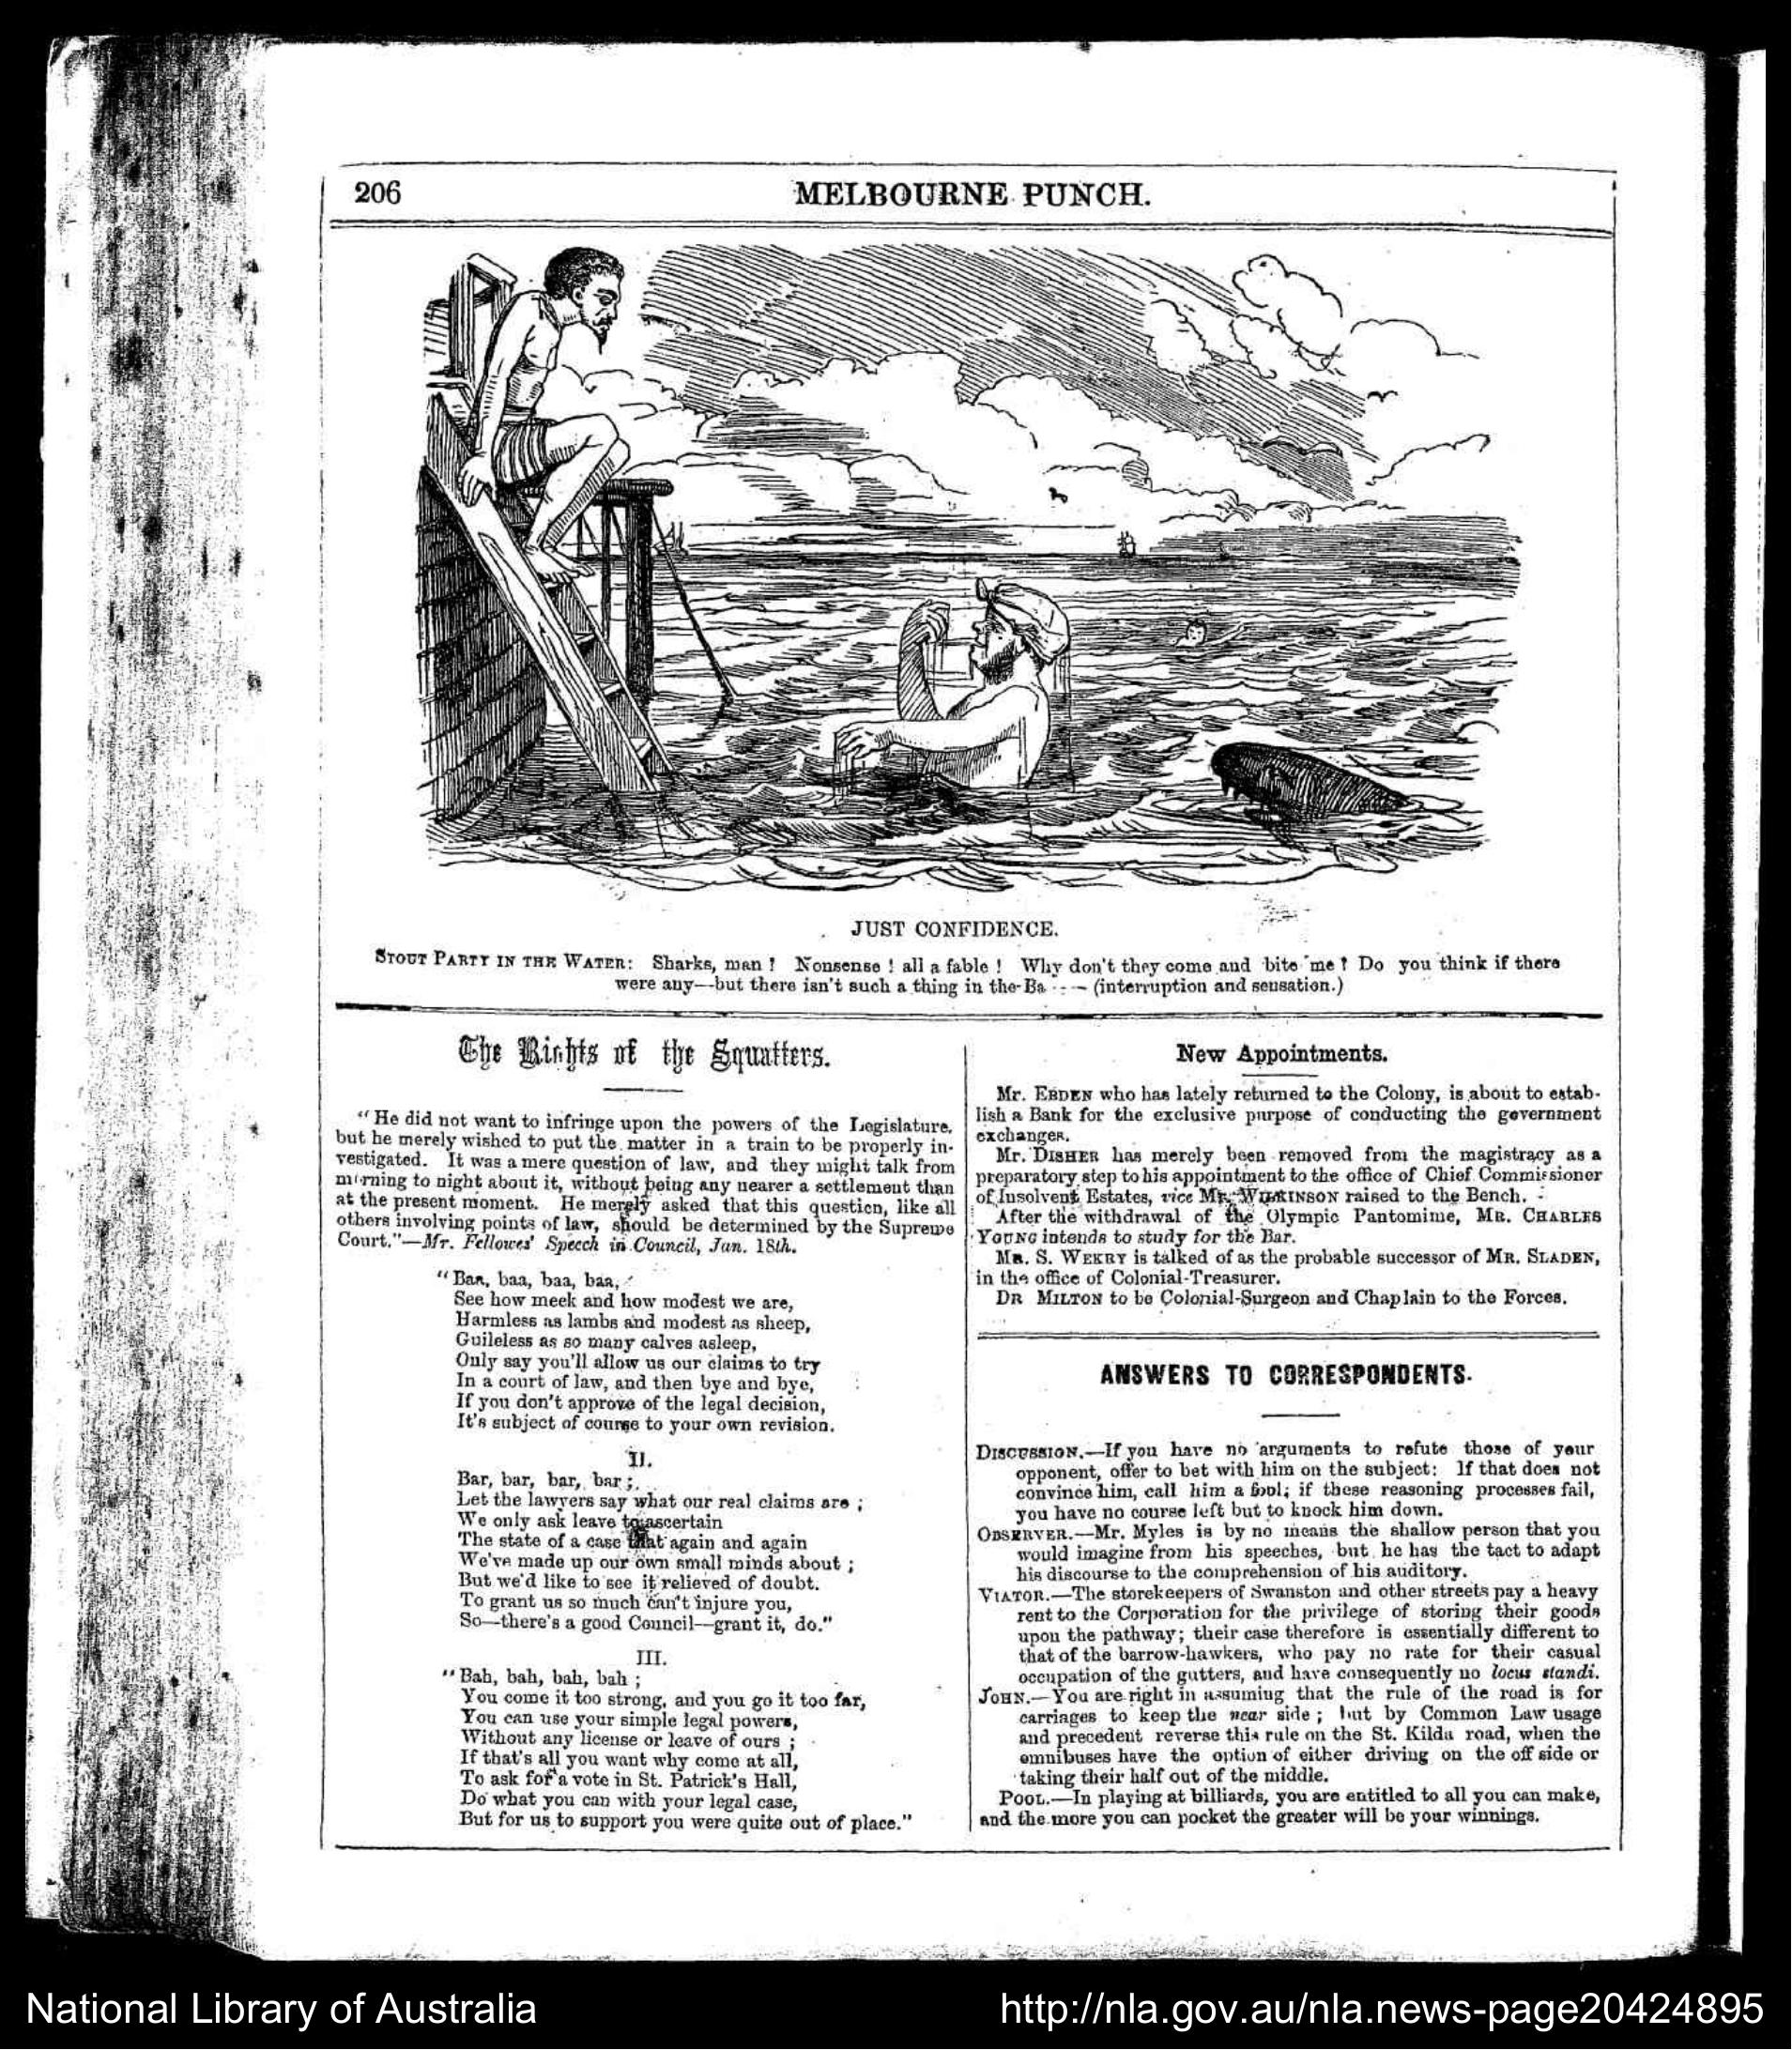 206
MELBOURNE PUNCH.
JUST CONFIDENCE.
STOUT PARTY IN THE WATER: Sharks, man! Nonsense! all a fable! Why don't they come and bite me? Do you think if there
were any—but there isn't such a thing in the Ba - - — (interruption and sensation.)
The Rights of the Squatters.
"He did not want to infringe upon the powers of the Legislature,
but he merely wished to put the matter in a train to be properly in-
vestigated. It was a mere question of law, and they might talk from
morning to night about it, without being any nearer a settlement than
at the present moment. He merely asked that this question, like all
others involving points of law, should be determined by the Supreme
Court."—Mr. Fellowes' Speech in Council, Jan. 18th.
"Baa, baa, baa, baa,
See how meek and how modest we are,
Harmless as lambs and modest as sheep,
Guileless as so many calves asleep,
Only say you'll allow us our claims to try
In a court of law, and then bye and bye,
If you don't approve of the legal decision,
It's subject of course to your own revision.
II.
Bar, bar, bar, bar;
Let the lawyers say what our real claims are;
We only ask leave to ascertain
The state of a case that again and again
We've made up our own small minds about;
But we'd like to see it relieved of doubt.
To grant us so much can't injure you,
So—there's a good Council—grant it, do."
III.
"Bah, bah, bah, bah;
You come it too strong, and you go it too far,
You can use your simple legal powers,
Without any license or leave of ours;
If that's all you want why come at all,
To ask for a vote in St. Patrick's Hall,
Do what you can with your legal case,
But for us to support you were quite out of place."
New Appointments.
Mr. EBDEN who has lately returned to the Colony, is about to estab-
lish a Bank for the exclusive purpose of conducting the government
exchanges.
Mr. DISHER has merely been removed from the magistracy as a
preparatory step to his appointment to the office of Chief Commissioner
of Insolvent Estates, vice MR. WILKINSON raised to the Bench.
After the withdrawal of the Olympic Pantomime, MR. CHARLES
YOUNG intends to study for the Bar.
MR. S. WEKEY is talked of as the probable successor of MR. SLADEN,
in the office of Colonial-Treasurer.
DR MILTON to be Colonial-Surgeon and Chaplain to the Forces.
ANSWERS TO CORRESPONDENTS.
DISCUSSION.—If you have no arguments to refute those of your
opponent, offer to bet with him on the subject: If that does not
convince him, call him a fool; if these reasoning processes fail,
you have no course left but to knock him down.
OBSERVER.—Mr. Myles is by no means the shallow person that you
would imagine from his speeches, but he has the tact to adapt
his discourse to the comprehension of his auditory.
VIATOR.—The storekeepers of Swanston and other streets pay a heavy
rent to the Corporation for the privilege of storing their goods
upon the pathway; their case therefore is essentially different to
that of the barrow-hawkers, who pay no rate for their casual
occupation of the gutters, and have consequently no locus standi.
JOHN.—You are right in assuming that the rule of the road is for
carriages to keep the near side; but by Common Law usage
and precedent reverse this rule on the St. Kilda road, when the
omnibuses have the option of either driving on the off side or
taking their half out of the middle.
POOL.—In playing at billiards, you are entitled to all you can make,
and the more you can pocket the greater will be your winnings.
National Library of Australia
http://nla.gov.au/nla.news-page20424895